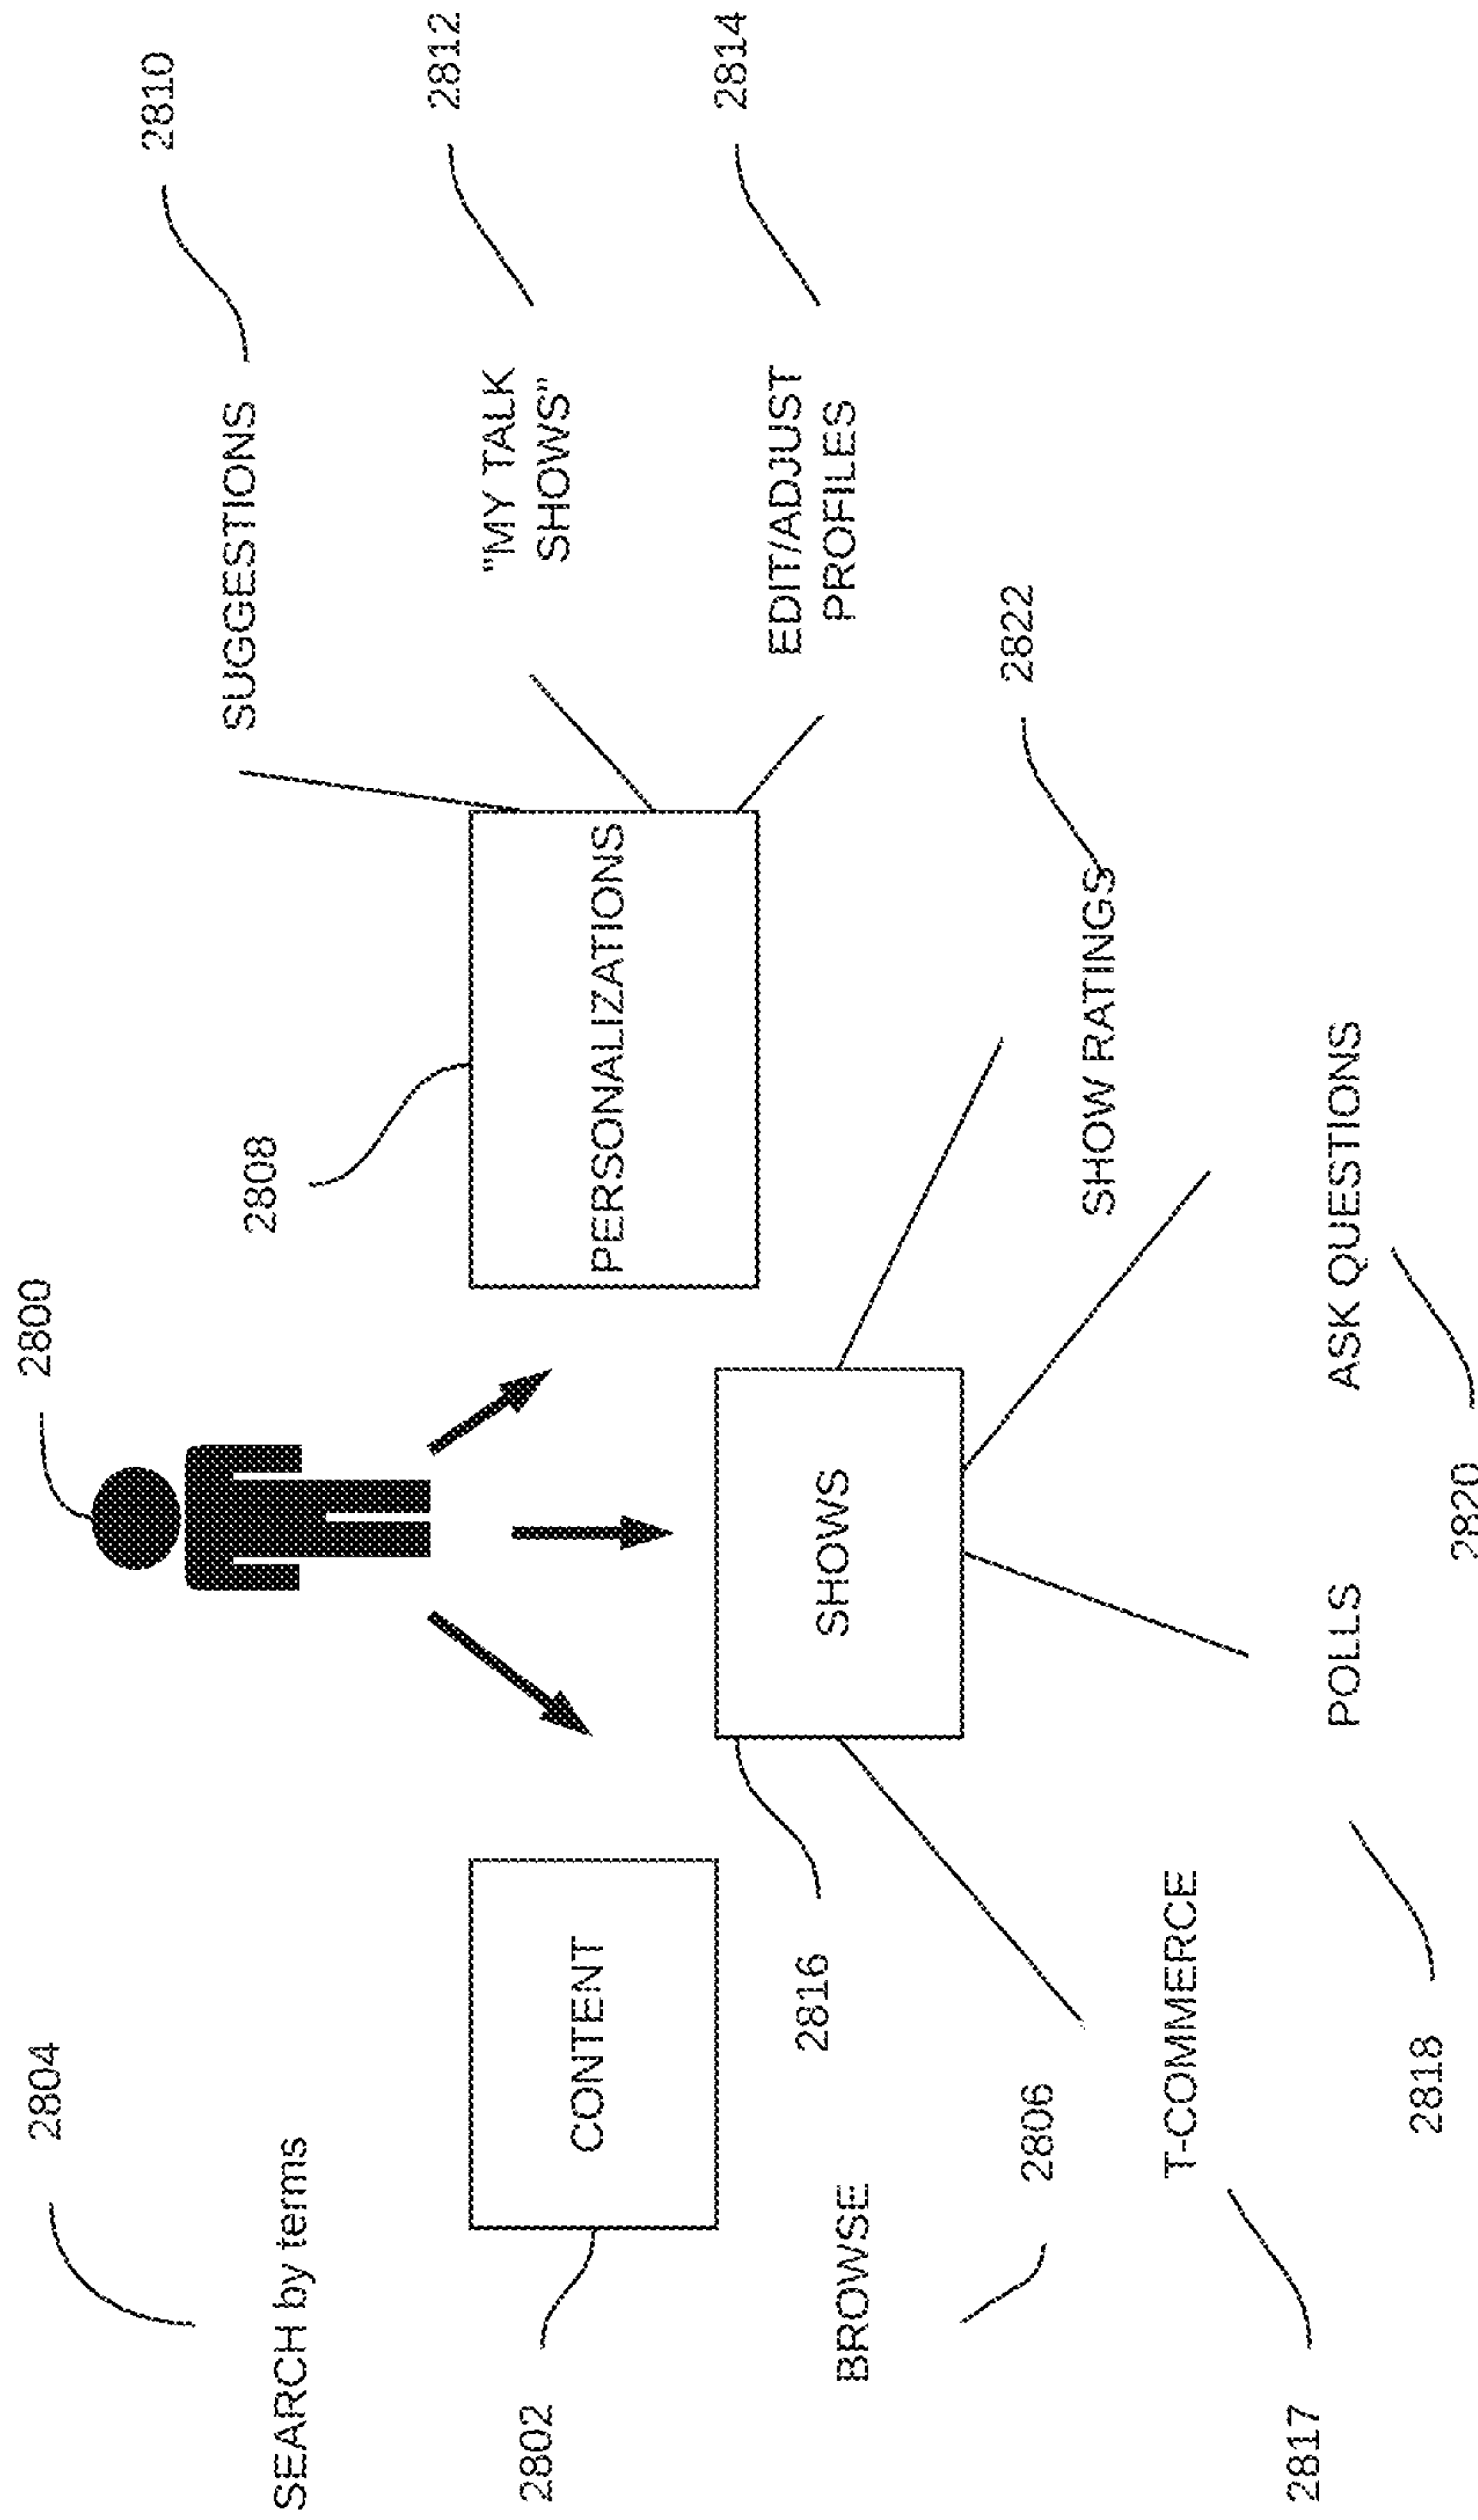 2800
2804
SEARCH by terms
2802
CONTENT
BROWSE
2806
2808
PERSONALIZATIONS
SUGGESTIONS
2810
"MY TALK
SHOWS"
2812
EDIT/ADJUST
PROFILES
2814
SHOWS
2816
T-COMMERCE
2817
POLLS
2818
ASK QUESTIONS
2820
SHOW RATINGS
2822